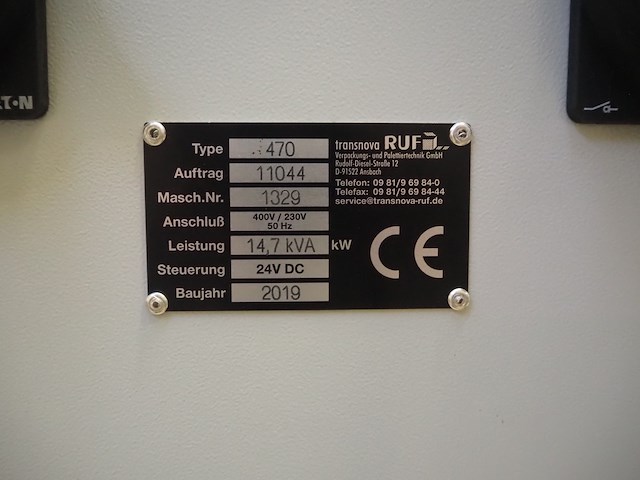 Type 470
Auftrag 11044
Masch.Nr. 1329
Anschluß 400V / 230V
50 Hz
Leistung 14,7 kVA kW
Steuerung 24V DC
Baujahr 2019
transnova RUF
Verpackungs- und Palettiertechnik GmbH
Rudolf-Diesel-Straße 12
D-91522 Ansbach
Telefon: 09 81/9 69 84-0
Telefax: 09 81/9 69 84-44
service@transnova-ruf.de
CE